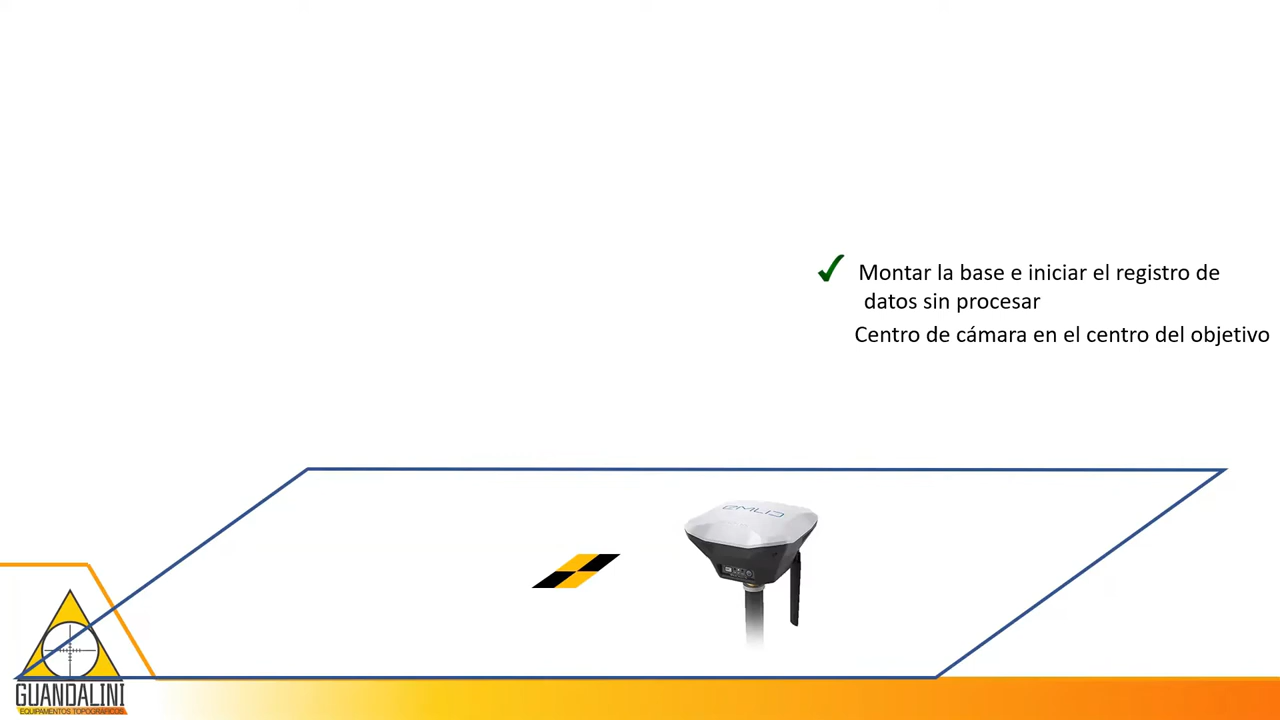 Montar la base e iniciar el registro de
datos sin procesar
Centro de cámara en el centro del objetivo
EMLID
GUANDALINI
EQUIPAMENTOS TOPOGRÁFICOS